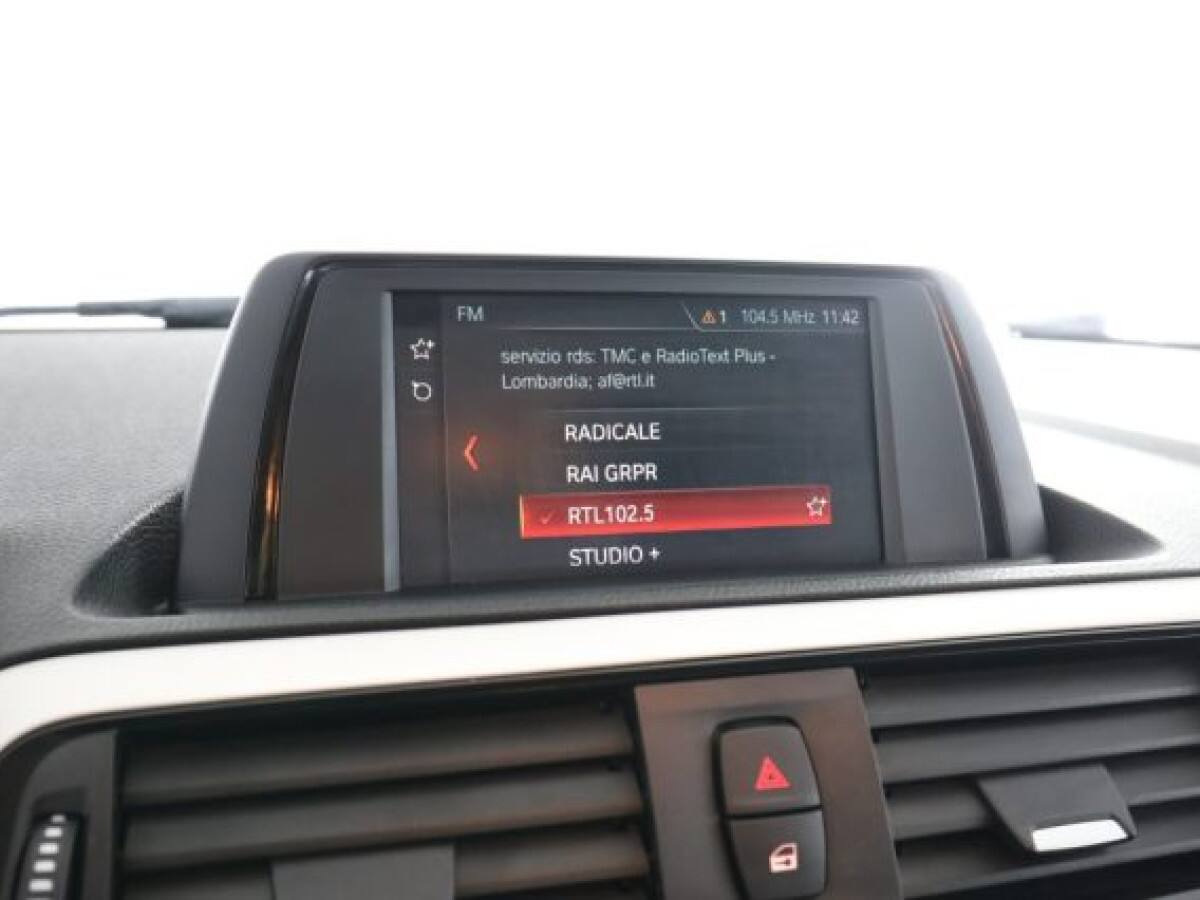 FM
1 104.5 MHz 11:42
servizio rds: TMC e RadioText Plus -
Lombardia; af@rtl.it
RADICALE
RAI GRPR
RTL102.5
STUDIO +